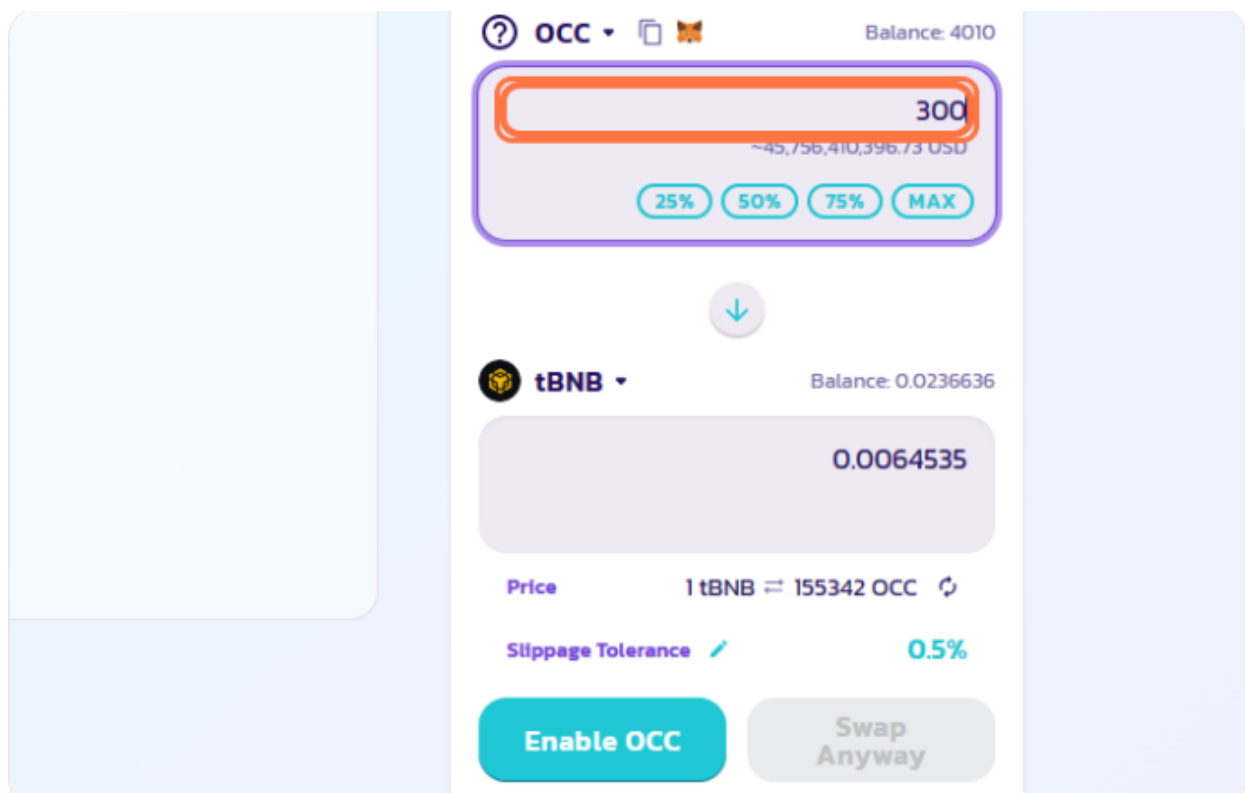 OCC Balance: 4010
300
~45,756,410,396.73 USD
25% 50% 75% MAX
tBNB Balance: 0.0236636
0.0064535
Price 1 tBNB ⇌ 155342 OCC
Slippage Tolerance 0.5%
Enable OCC Swap
Anyway